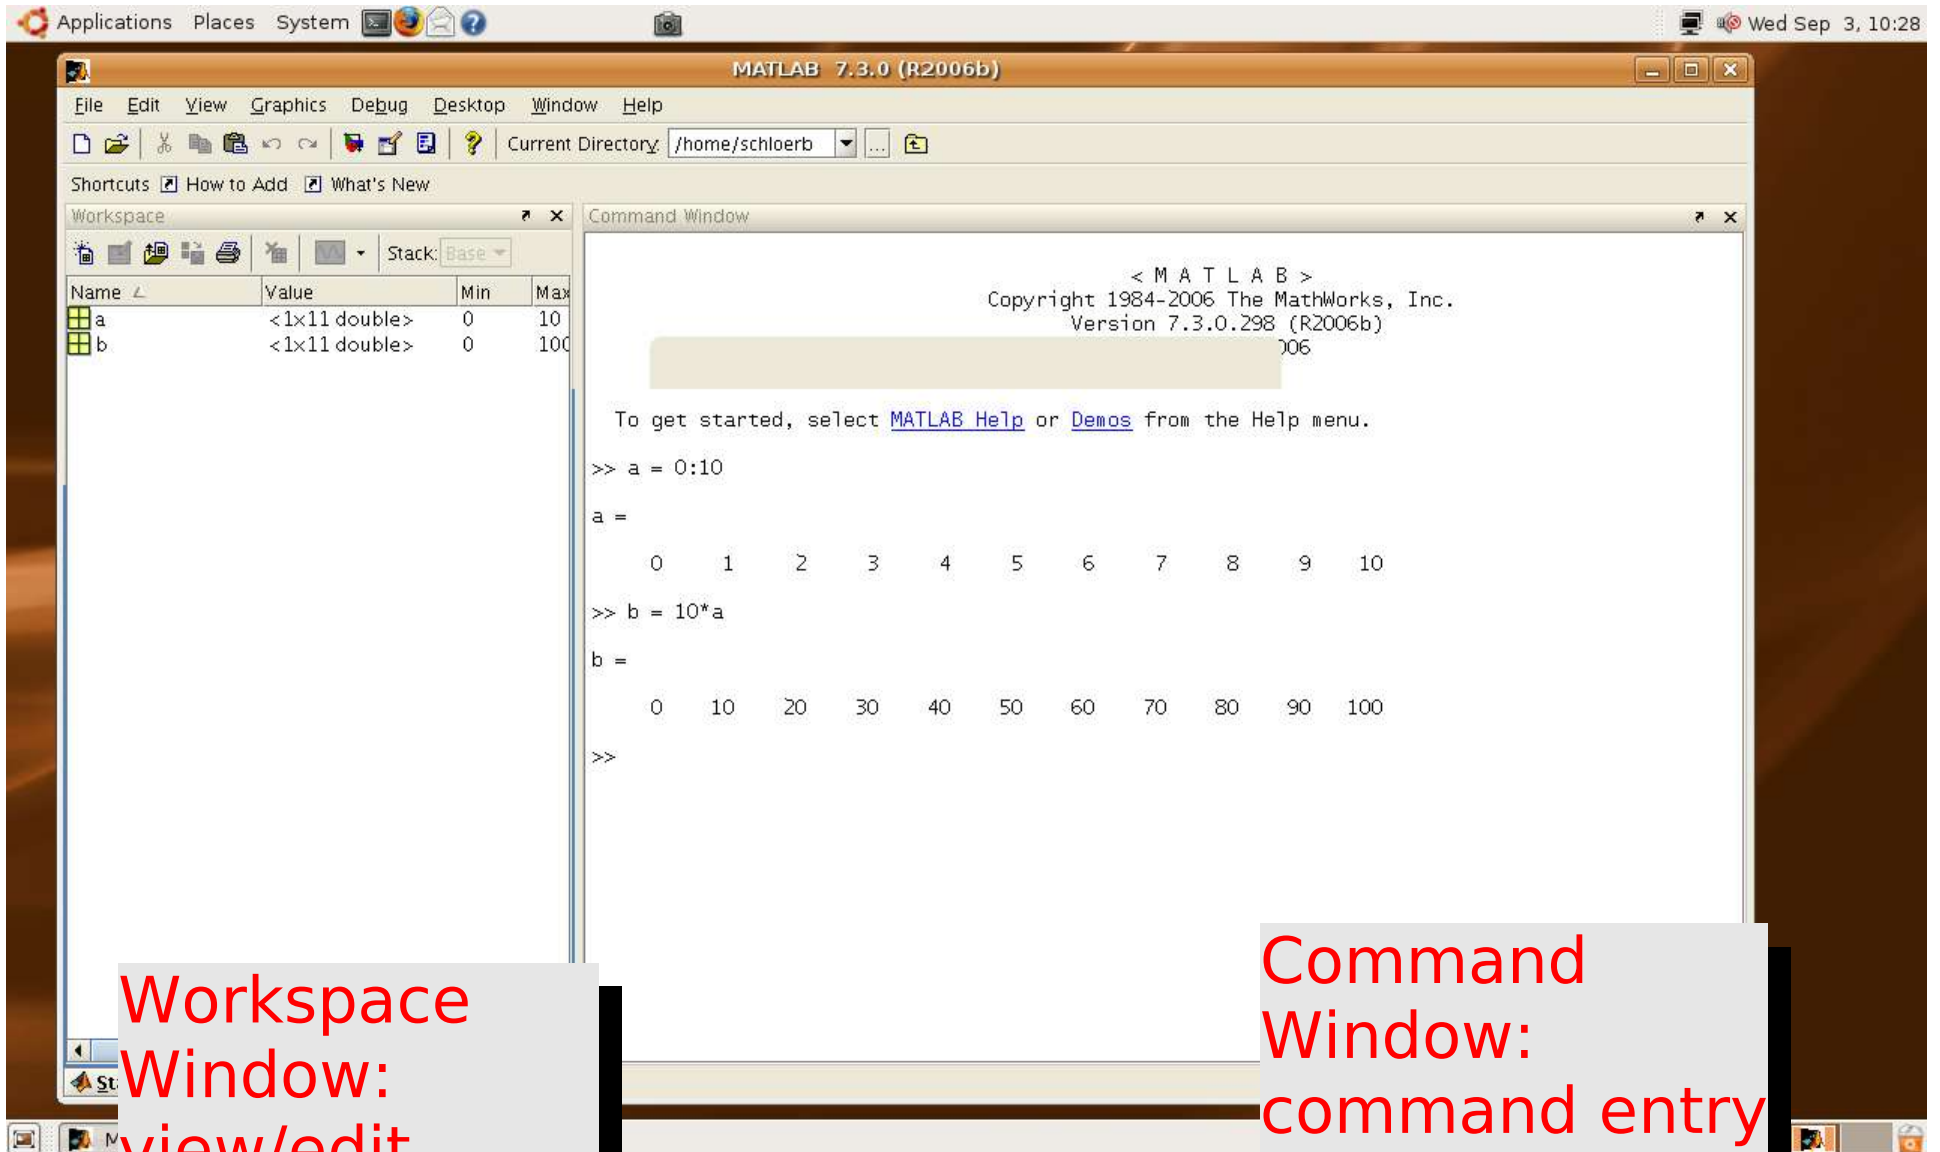 Applications Places System Wed Sep 3, 10:28
MATLAB 7.3.0 (R2006b)
File Edit View Graphics Debug Desktop Window Help
Current Directory: /home/schloerb ...
Shortcuts How to Add What's New
Workspace
Stack: Base
Name Value Min Max
a <1x11 double> 0 10
b <1x11 double> 0 100
Command Window
< M A T L A B >
Copyright 1984-2006 The MathWorks, Inc.
Version 7.3.0.298 (R2006b)
006
To get started, select MATLAB Help or Demos from the Help menu.
>> a = 0:10
a =
0 1 2 3 4 5 6 7 8 9 10
>> b = 10*a
b =
0 10 20 30 40 50 60 70 80 90 100
>>
Workspace
Window:
view/edit
Command
Window:
command entry
St
M